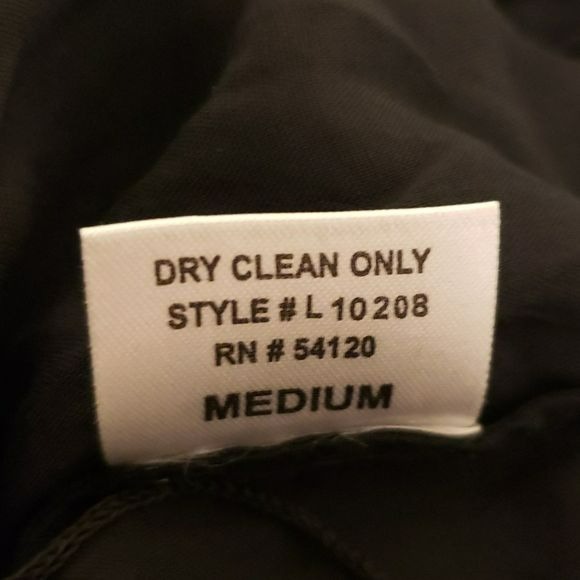 DRY CLEAN ONLY
STYLE # L 10208
RN # 54120
MEDIUM